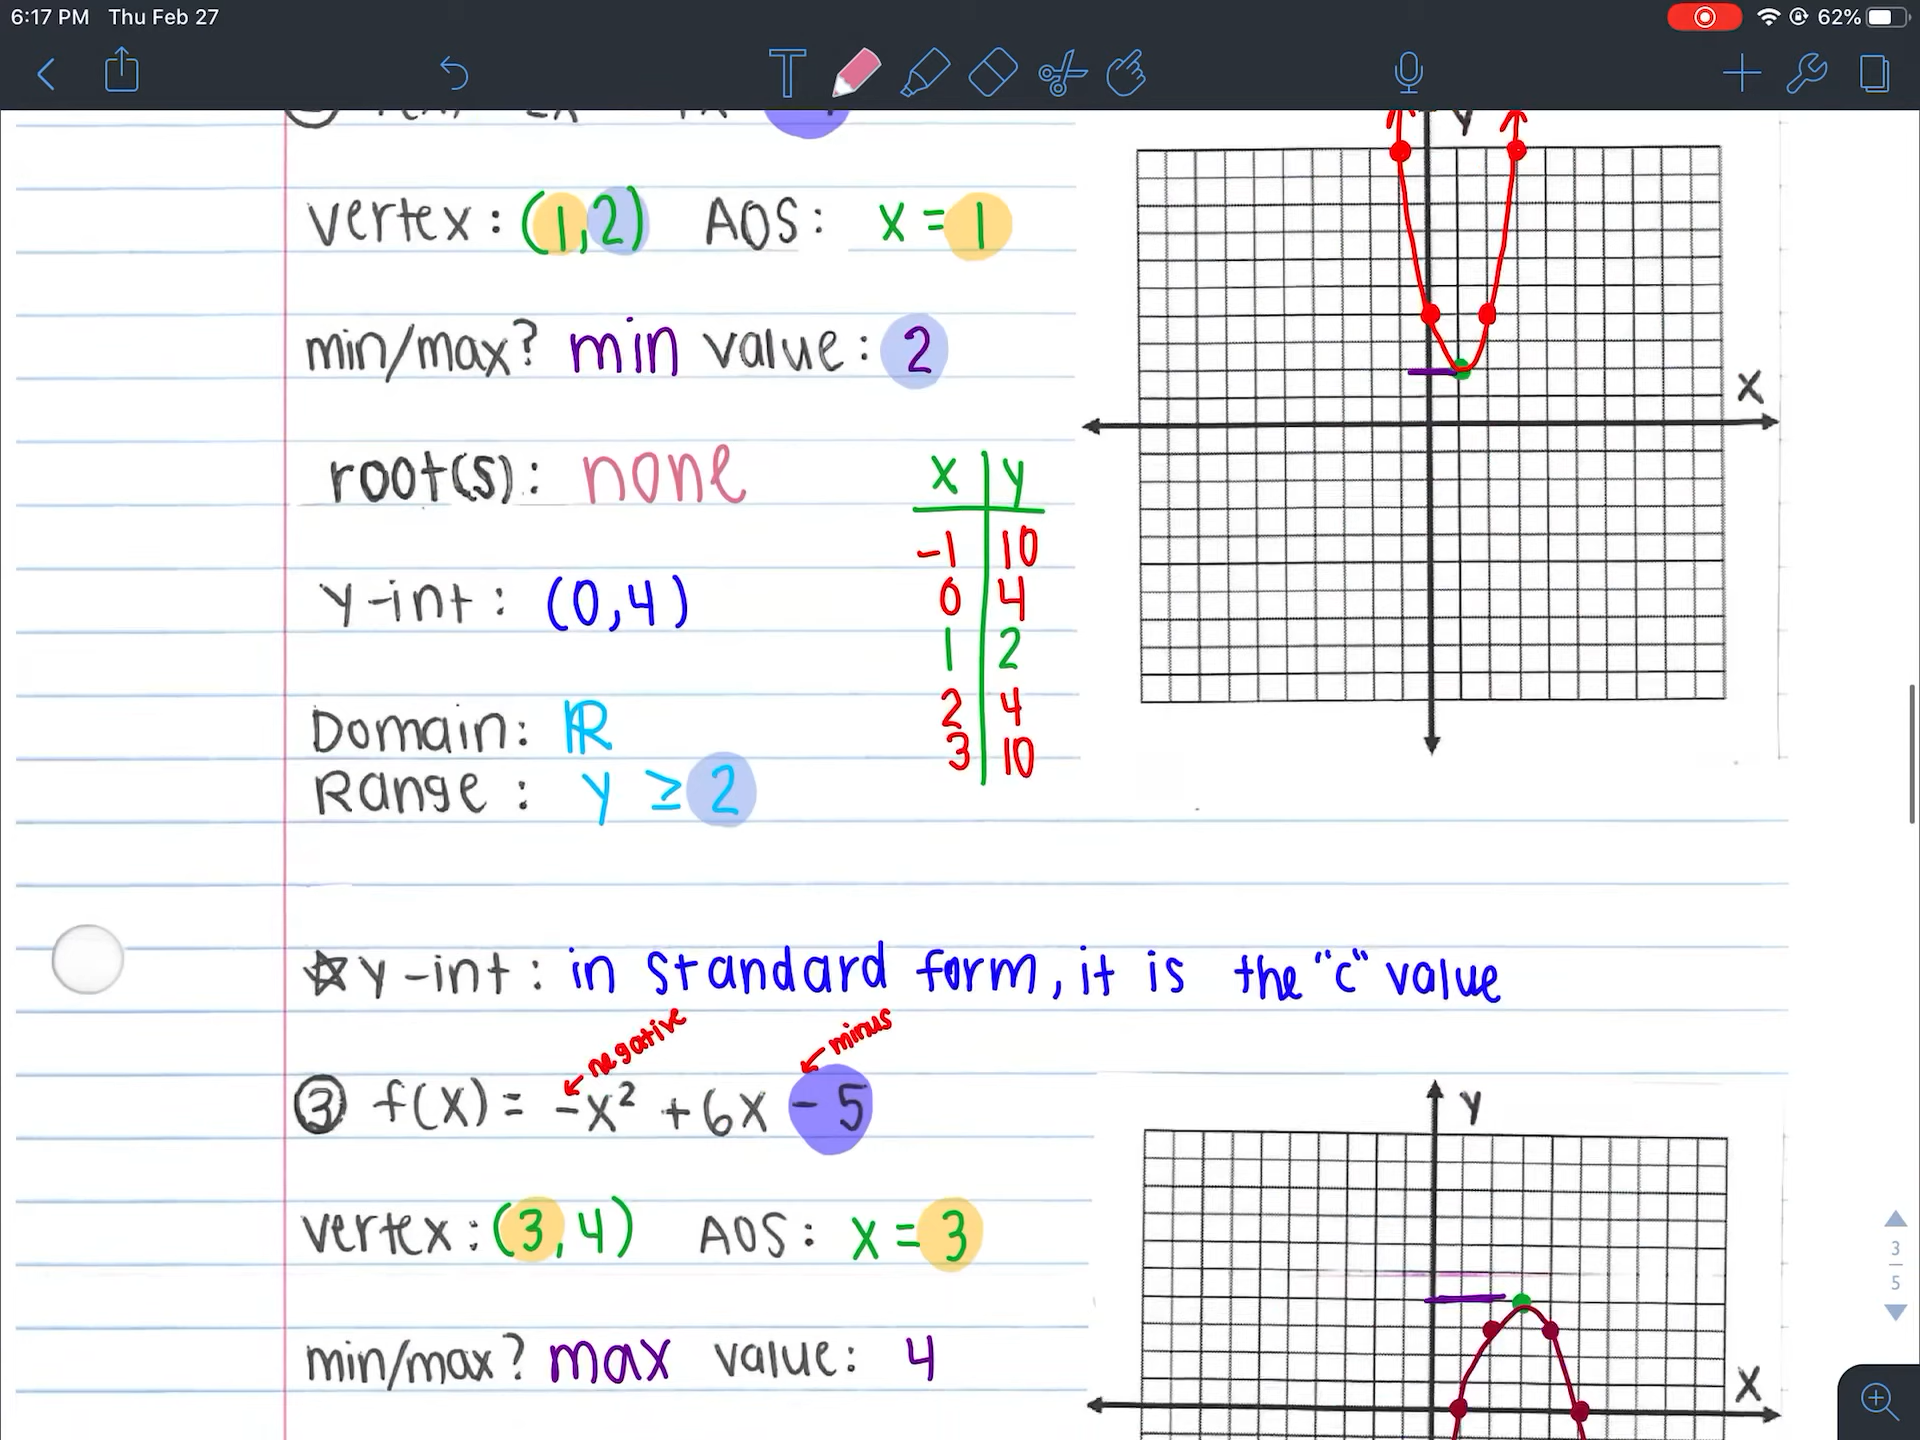 6:17 PM Thu Feb 27
62%
T
vertex: (1,2) AOS: x = 1
min/max? min value: 2
root(s): none
y-int: (0,4)
Domain: ℝ
Range: y ≥ 2
x y
-1 10
0 4
1 2
2 4
3 10
Y
X
☆ y-int: in standard form, it is the "c" value
negative
minus
③ f(x) = -x² + 6x - 5
vertex: (3,4) AOS: x = 3
min/max? max value: 4
Y
X
3
5